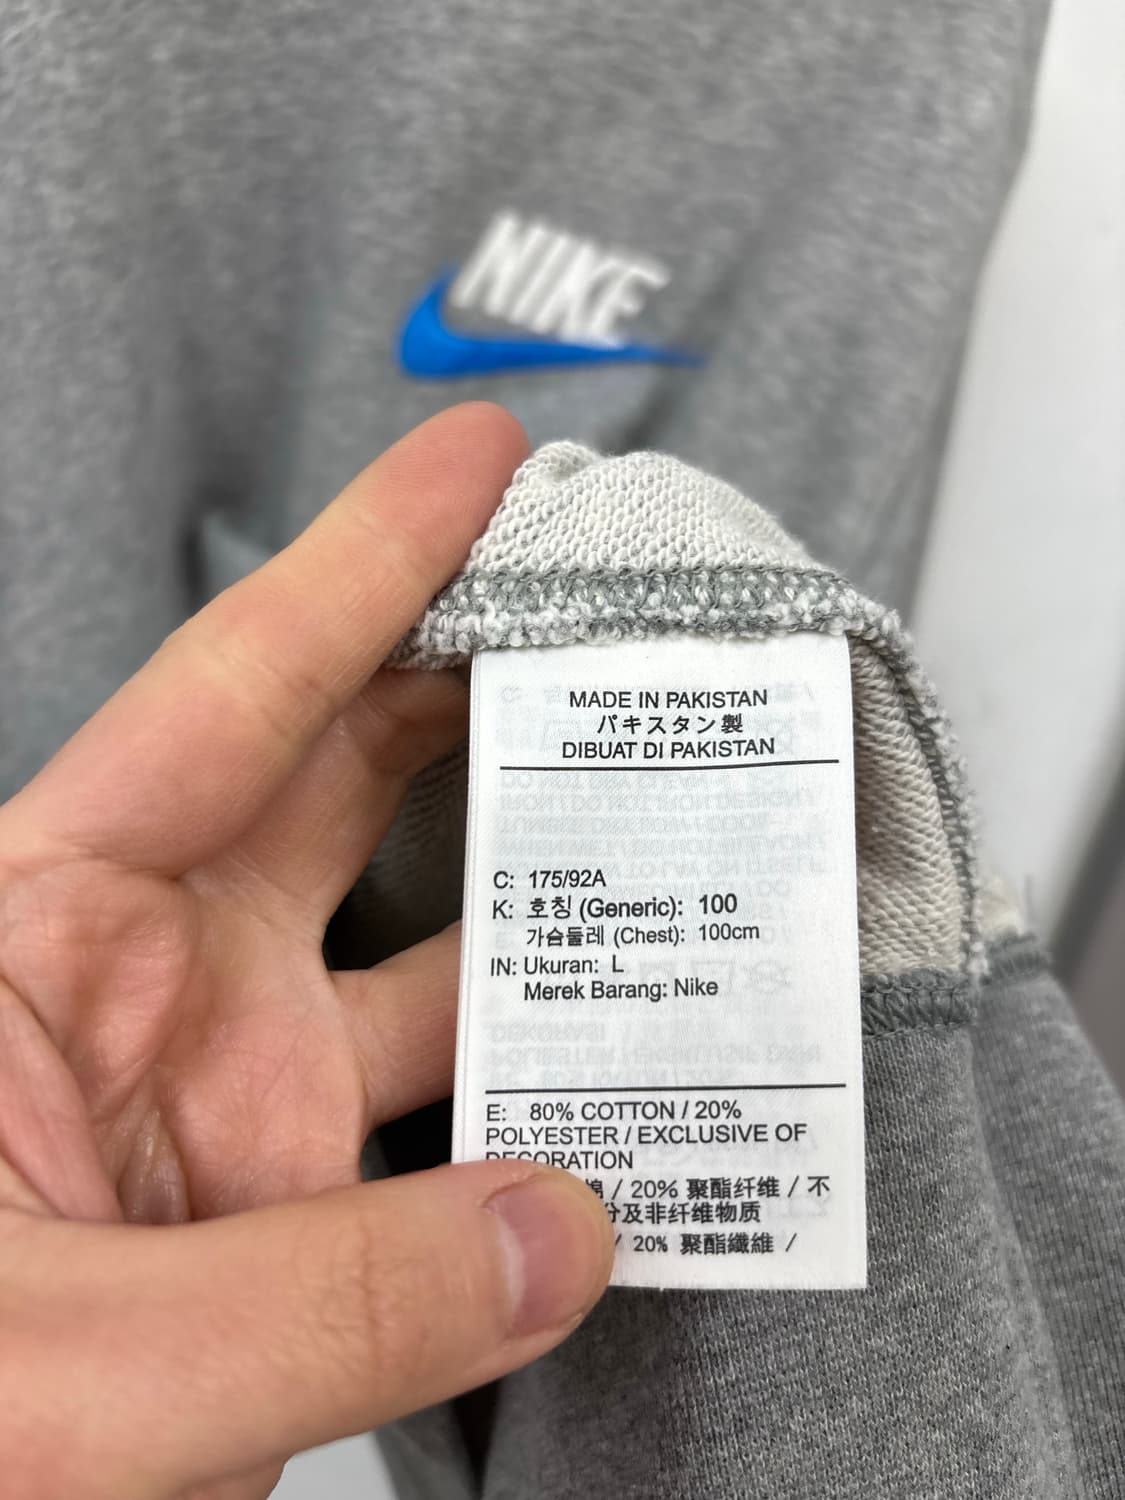 NIKE
MADE IN PAKISTAN
パキスタン製
DIBUAT DI PAKISTAN
C: 175/92A
K: 호칭 (Generic): 100
가슴둘레 (Chest): 100cm
IN: Ukuran: L
Merek Barang: Nike
E: 80% COTTON / 20%
POLYESTER / EXCLUSIVE OF
DECORATION
棉 / 20% 聚酯纤维 / 不
分及非纤维物质
/ 20% 聚酯纖維 /